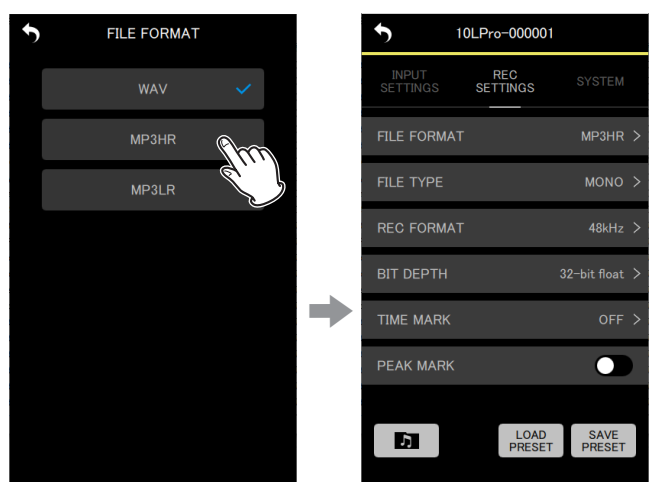 FILE FORMAT
WAV
MP3HR
MP3LR
10LPro-000001
INPUT
SETTINGS
REC
SETTINGS
SYSTEM
FILE FORMAT MP3HR >
FILE TYPE MONO >
REC FORMAT 48kHz >
BIT DEPTH 32-bit float >
TIME MARK OFF >
PEAK MARK
LOAD
PRESET
SAVE
PRESET